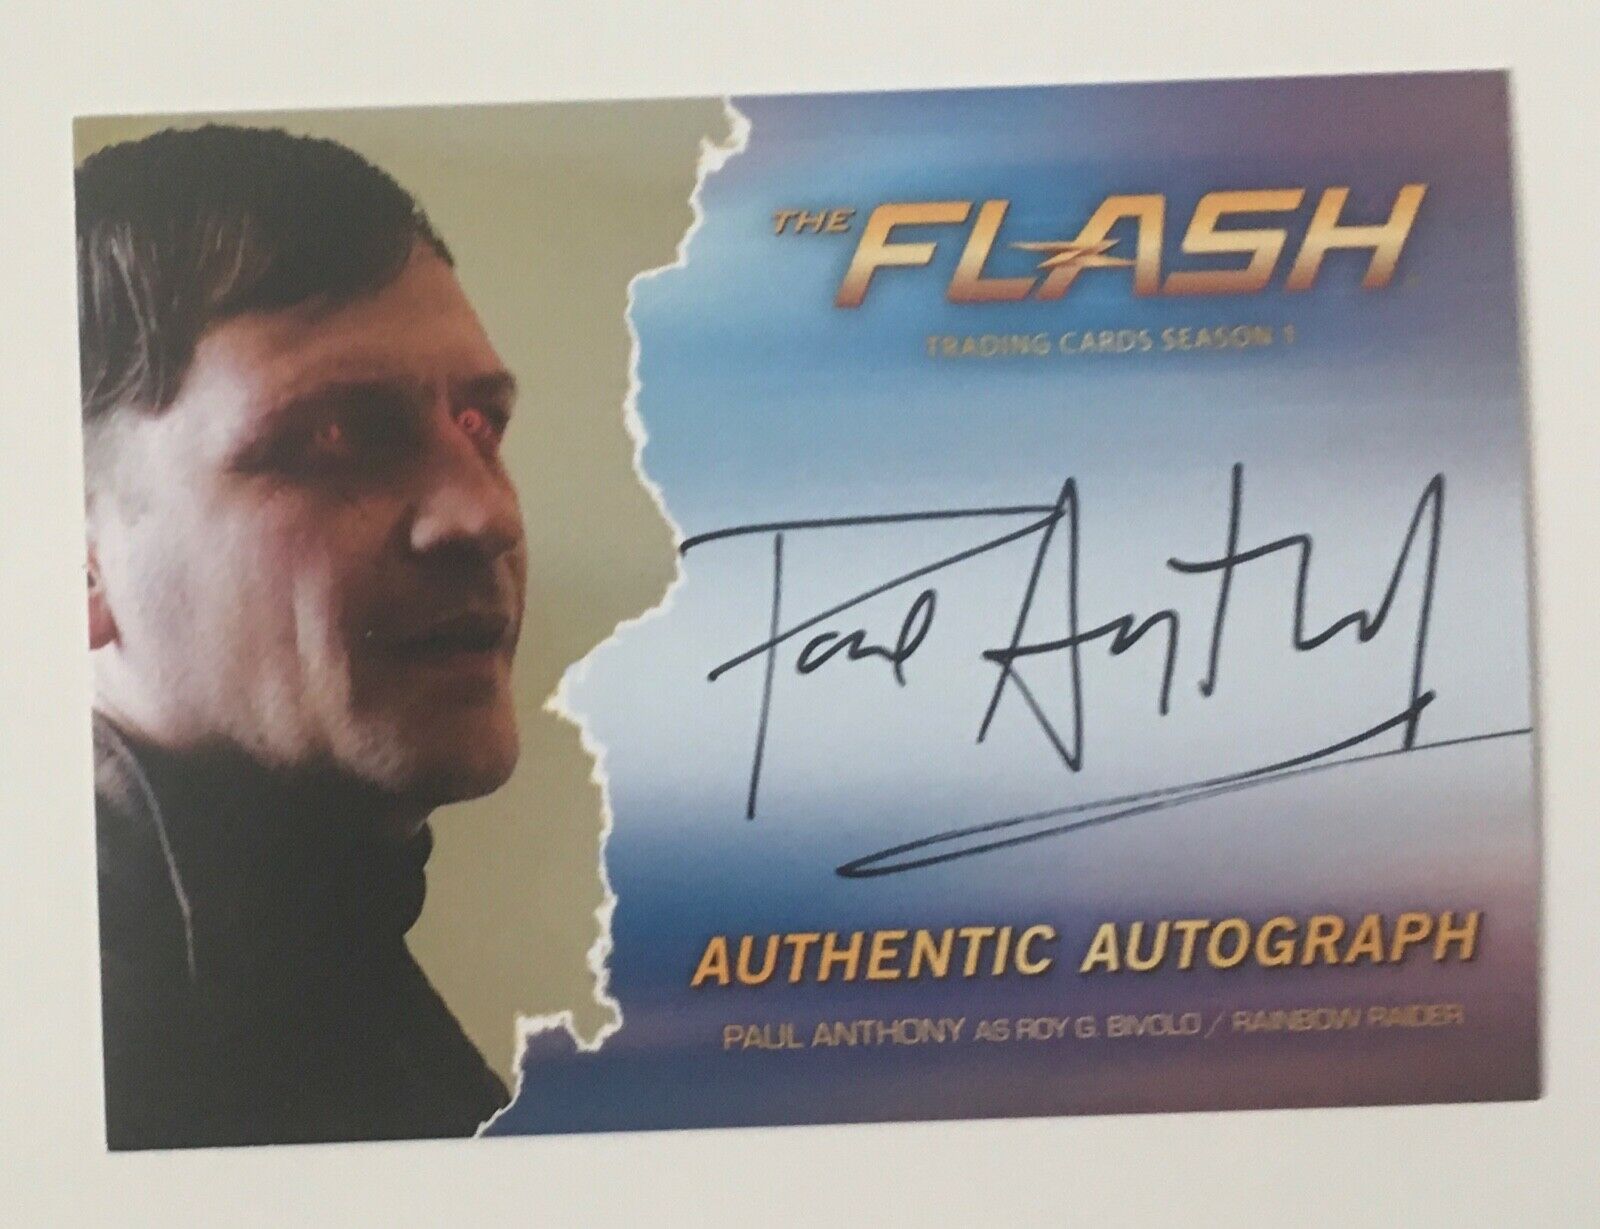 THE FLASH
TRADING CARDS SEASON 1
Paul Anthony
AUTHENTIC AUTOGRAPH
PAUL ANTHONY AS ROY G. BIVOLO / RAINBOW RAIDER